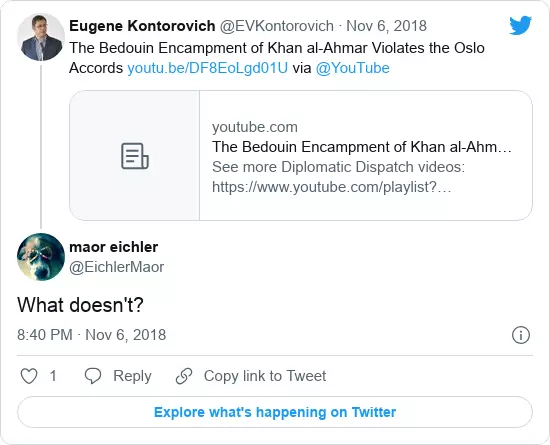 Eugene Kontorovich @EVKontorovich · Nov 6, 2018
The Bedouin Encampment of Khan al-Ahmar Violates the Oslo
Accords youtu.be/DF8EoLgd01U via @YouTube
youtube.com
The Bedouin Encampment of Khan al-Ahm…
See more Diplomatic Dispatch videos:
https://www.youtube.com/playlist?…
maor eichler
@EichlerMaor
What doesn't?
8:40 PM · Nov 6, 2018
1 Reply Copy link to Tweet
Explore what's happening on Twitter